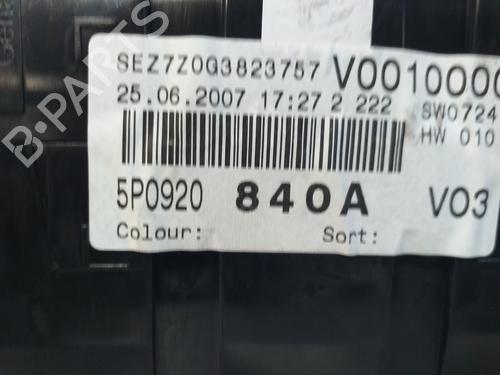 SEZ7Z0G3823757 V0010000
25.06.2007 17:27 2 222 SW0724
HW 010
5P0920 840A V03
Colour: Sort:
B-PARTS